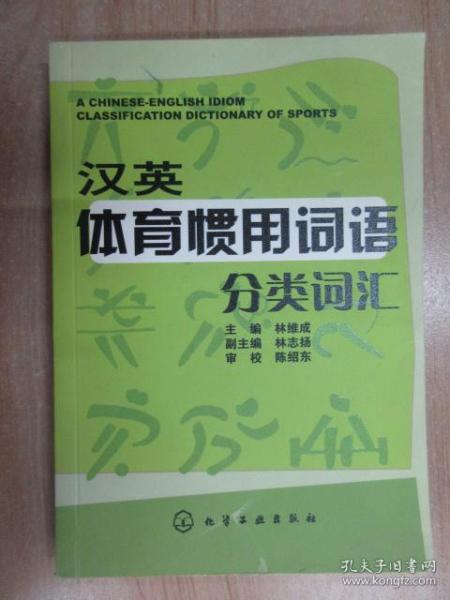 A CHINESE-ENGLISH IDIOM
CLASSIFICATION DICTIONARY OF SPORTS
汉英
体育惯用词语
分类词汇
主 编 林维成
副主编 林志扬
审 校 陈绍东
化学工业出版社
孔夫子旧书网
www.kongfz.com